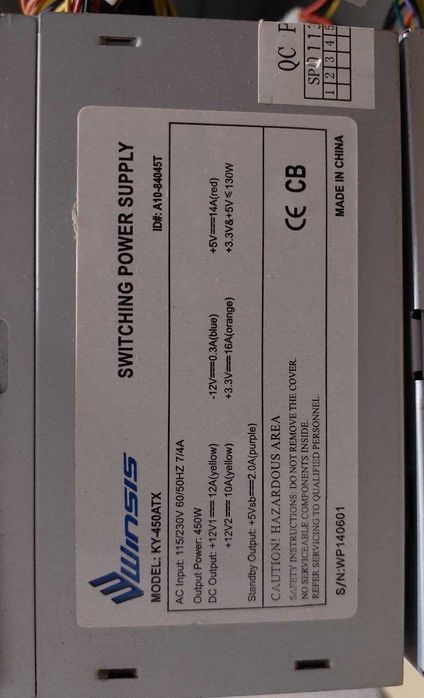 WINSIS
SWITCHING POWER SUPPLY
MODEL: KY-450ATX
ID#: A10-84045T
AC Input: 115/230V 60/50HZ 7/4A
Output Power: 450W
DC Output: +12V1⎓12A(yellow) -12V⎓0.3A(blue) +5V⎓14A(red)
+12V2⎓10A(yellow) +3.3V⎓16A(orange) +3.3V&+5V≤130W
Standby Output: +5Vsb⎓2.0A(purple)
CAUTION! HAZARDOUS AREA
SAFETY INSTRUCTIONS: DO NOT REMOVE THE COVER.
NO SERVICEABLE COMPONENTS INSIDE.
REFER SERVICING TO QUALIFIED PERSONNEL.
CE CB
S/N:WP140601
MADE IN CHINA
QC P
1 2 3 4